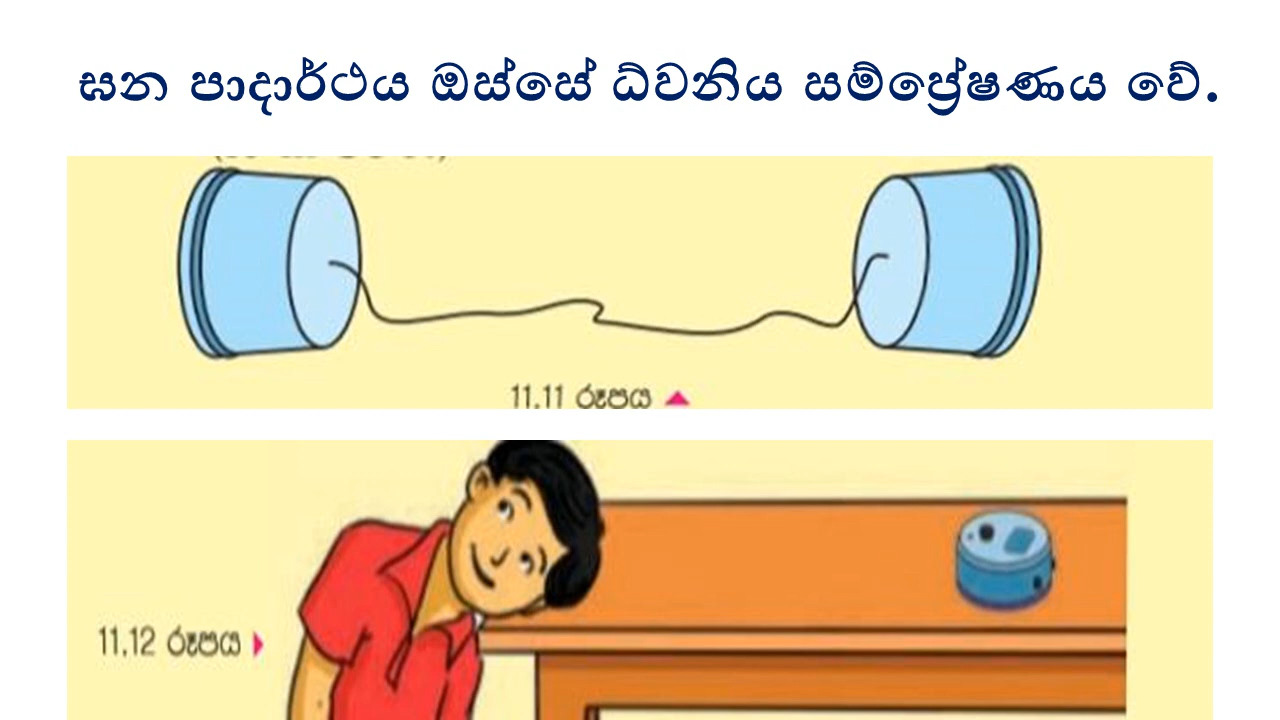 ඝන පාදාර්ථය ඔස්සේ ධ්වනිය සම්ප්‍රේෂණය වේ.
11.11 රූපය
11.12 රූපය